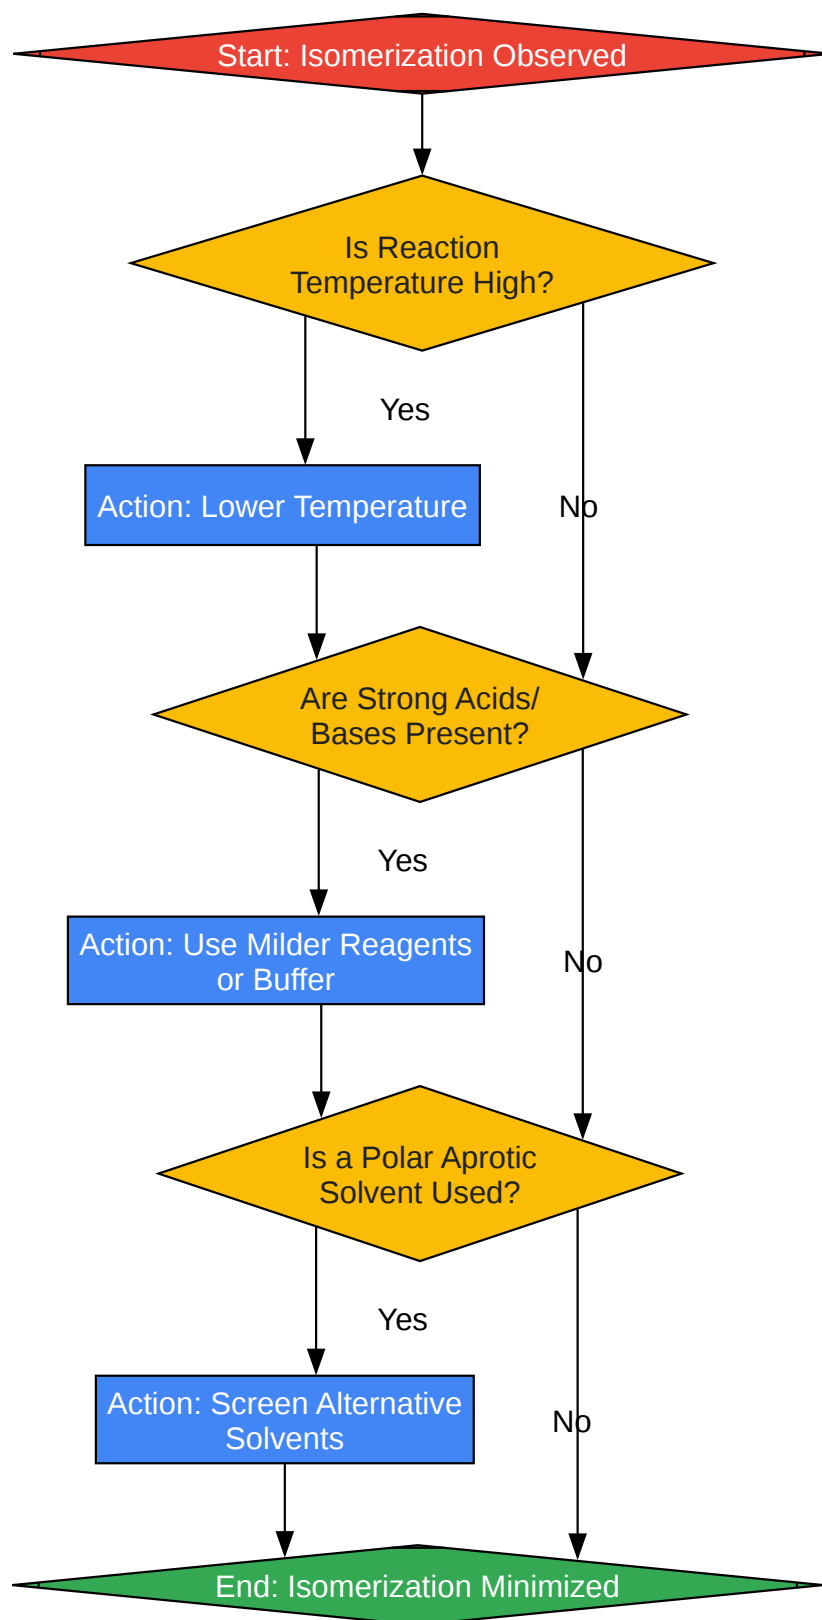 Start: Isomerization Observed
Is Reaction
Temperature High?
Yes
Action: Lower Temperature
No
Are Strong Acids/
Bases Present?
Yes
Action: Use Milder Reagents
or Buffer
No
Is a Polar Aprotic
Solvent Used?
Yes
Action: Screen Alternative
Solvents
No
End: Isomerization Minimized